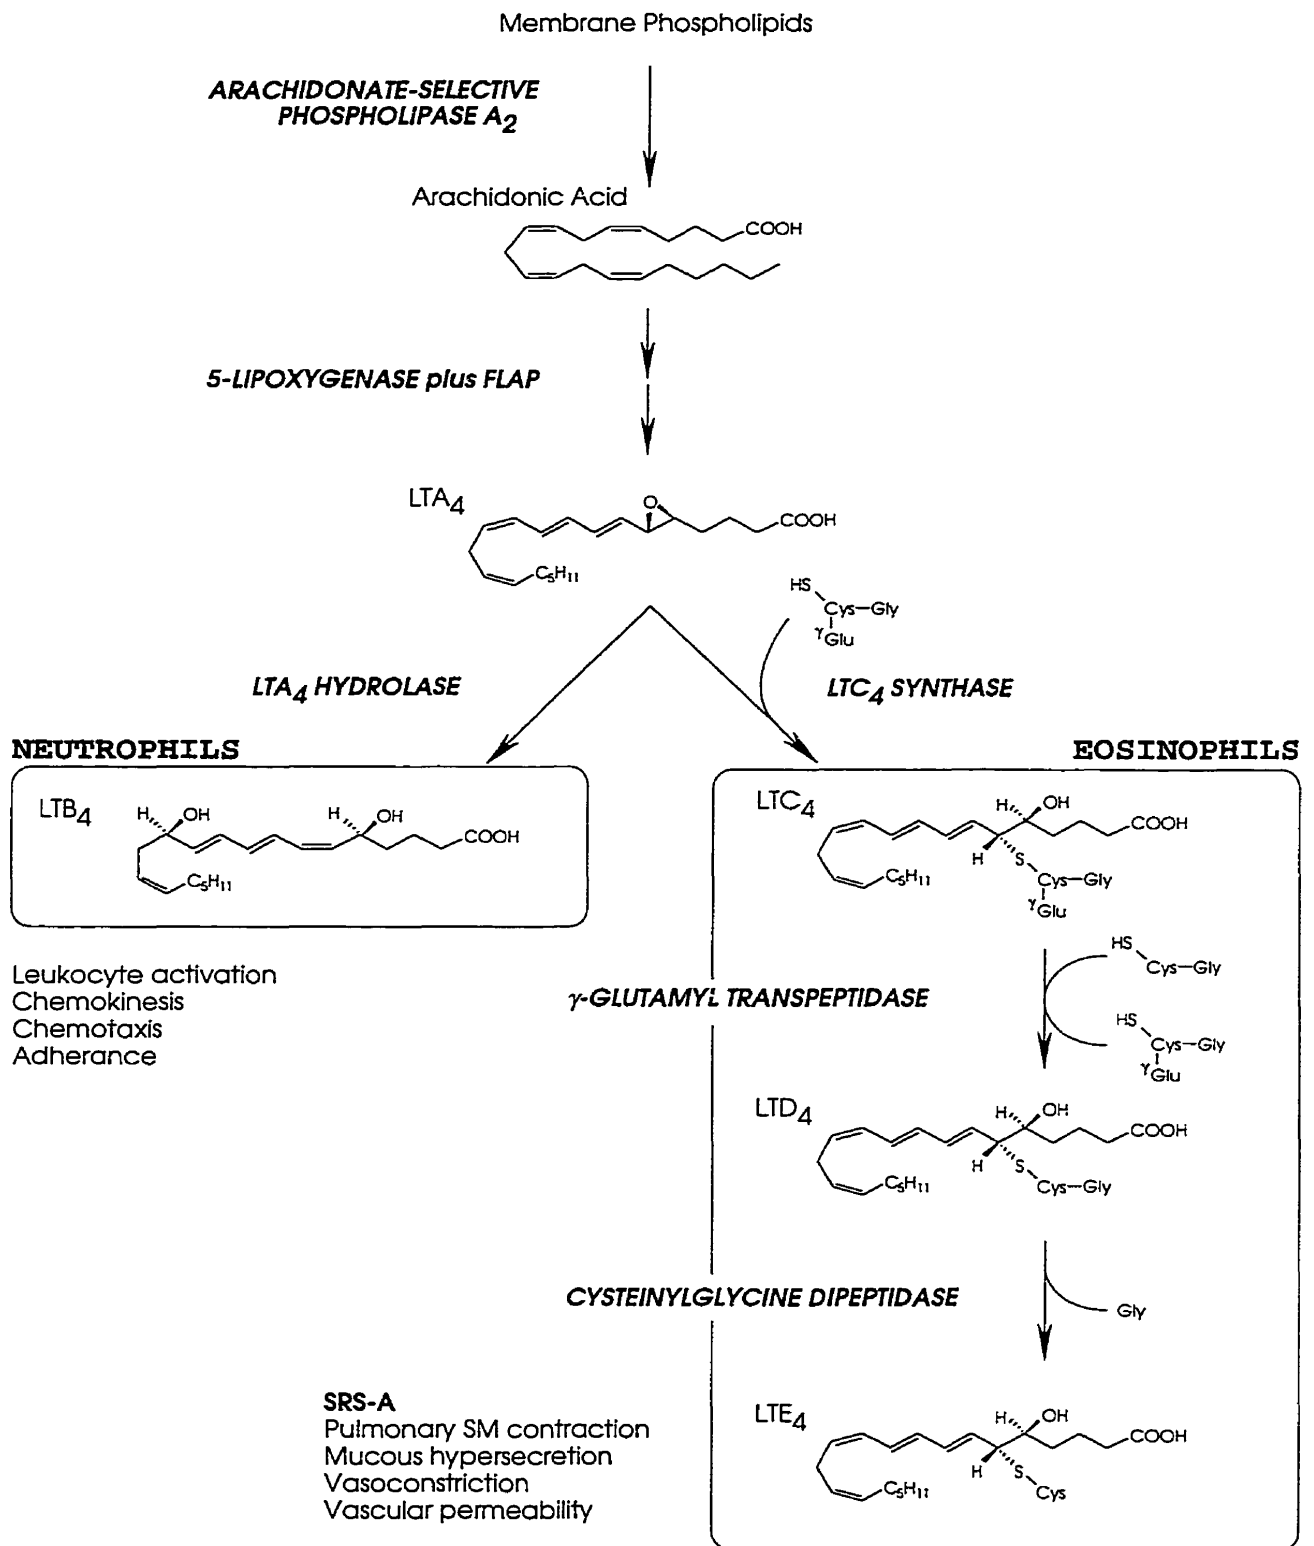 Membrane Phospholipids
ARACHIDONATE-SELECTIVE
PHOSPHOLIPASE A2
Arachidonic Acid
COOH
5-LIPOXYGENASE plus FLAP
LTA4
O
COOH
C5H11
HS
Cys-Gly
γGlu
LTA4 HYDROLASE
LTC4 SYNTHASE
NEUTROPHILS
EOSINOPHILS
LTB4
H OH H OH
COOH
C5H11
LTC4
H OH
COOH
H S
C5H11
Cys-Gly
γGlu
Leukocyte activation
Chemokinesis
Chemotaxis
Adherance
HS
Cys-Gly
γ-GLUTAMYL TRANSPEPTIDASE
HS
Cys-Gly
γGlu
LTD4
H OH
COOH
H S
C5H11
Cys-Gly
CYSTEINYLGLYCINE DIPEPTIDASE
Gly
SRS-A
Pulmonary SM contraction
Mucous hypersecretion
Vasoconstriction
Vascular permeability
LTE4
H OH
COOH
H S
C5H11
Cys